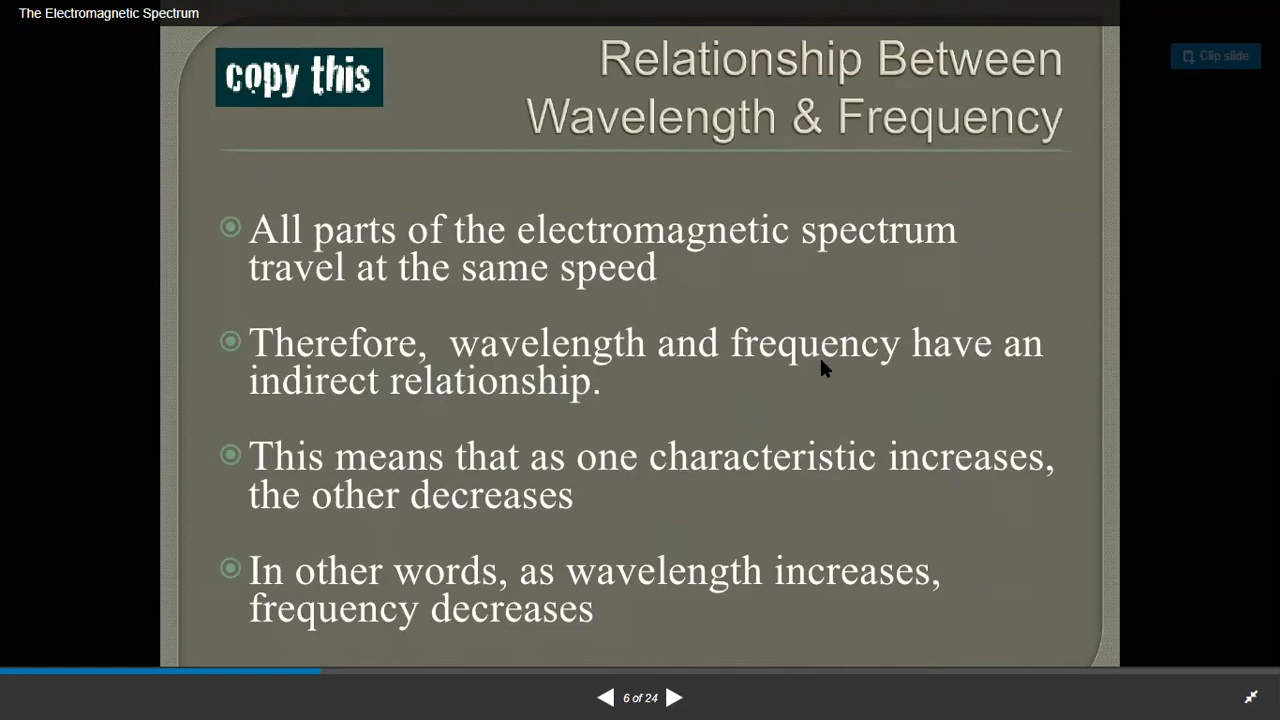 The Electromagnetic Spectrum
copy this
Relationship Between
Wavelength & Frequency
Clip slide
All parts of the electromagnetic spectrum
travel at the same speed
Therefore,  wavelength and frequency have an
indirect relationship.
This means that as one characteristic increases,
the other decreases
In other words, as wavelength increases,
frequency decreases
6 of 24